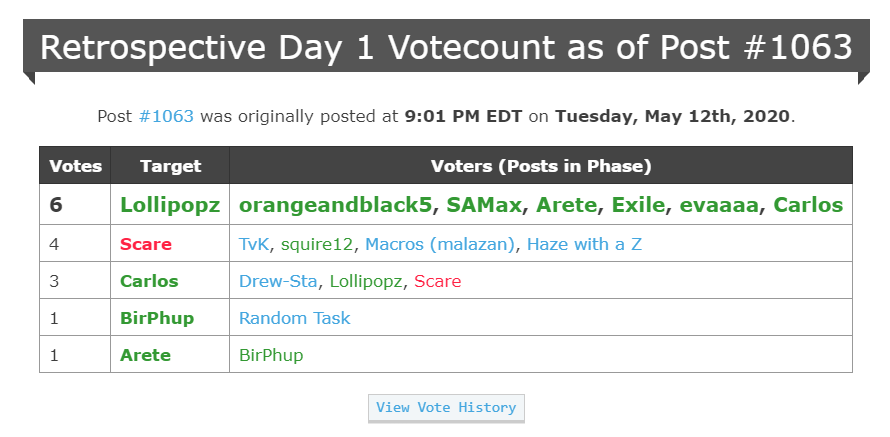 Retrospective Day 1 Votecount as of Post #1063
Post #1063 was originally posted at 9:01 PM EDT on Tuesday, May 12th, 2020.
Votes Target Voters (Posts in Phase)
6 Lollipopz orangeandblack5, SAMax, Arete, Exile, evaaaa, Carlos
4 Scare TvK, squire12, Macros (malazan), Haze with a Z
3 Carlos Drew-Sta, Lollipopz, Scare
1 BirPhup Random Task
1 Arete BirPhup
View Vote History